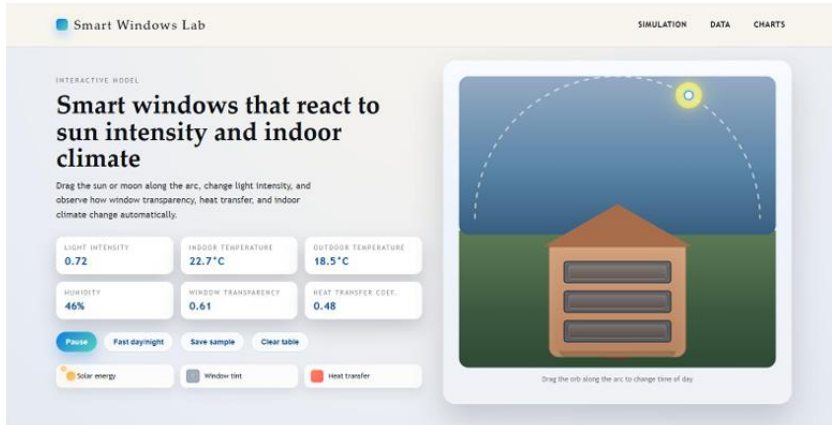 Smart Windows Lab
SIMULATION DATA CHARTS
INTERACTIVE MODEL
Smart windows that react to
sun intensity and indoor
climate
Drag the sun or moon along the arc, change light intensity, and
observe how window transparency, heat transfer, and indoor
climate change automatically.
LIGHT INTENSITY
0.72
INDOOR TEMPERATURE
22.7°C
OUTDOOR TEMPERATURE
18.5°C
HUMIDITY
46%
WINDOW TRANSPARENCY
0.61
HEAT TRANSFER COEF.
0.48
Pause
Fast day/night
Save sample
Clear table
Solar energy
Window tint
Heat transfer
Drag the orb along the arc to change time of day